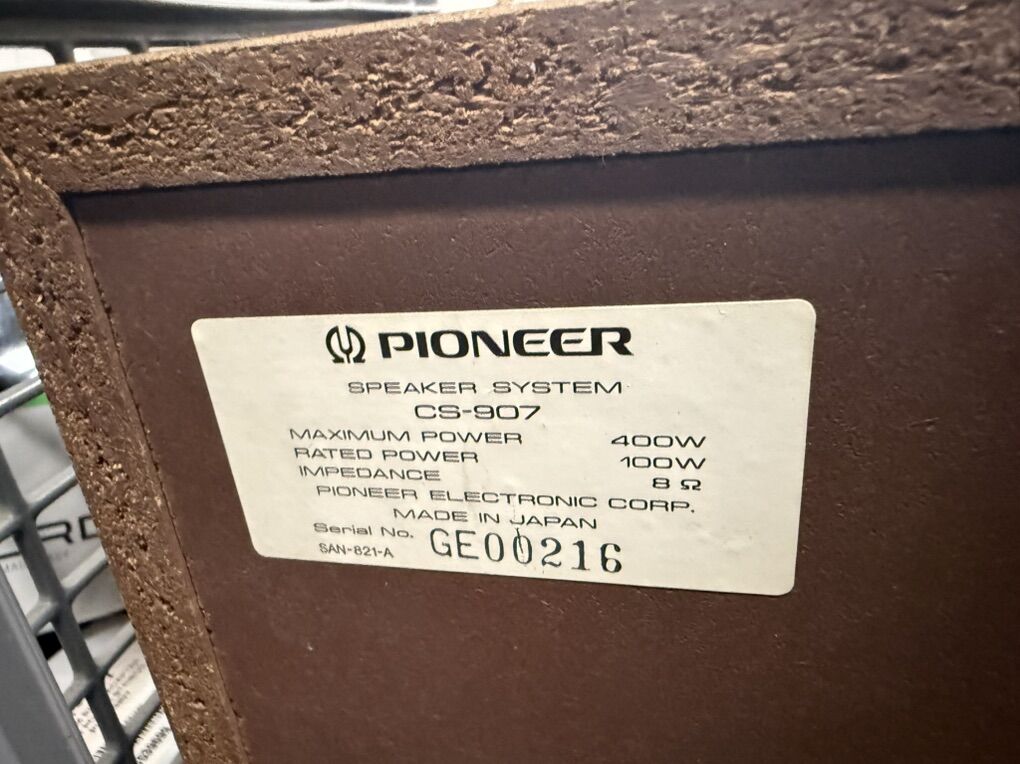 PIONEER
SPEAKER SYSTEM
CS-907
MAXIMUM POWER 400W
RATED POWER 100W
IMPEDANCE 8 Ω
PIONEER ELECTRONIC CORP.
MADE IN JAPAN
Serial No. GE00216
SAN-821-A